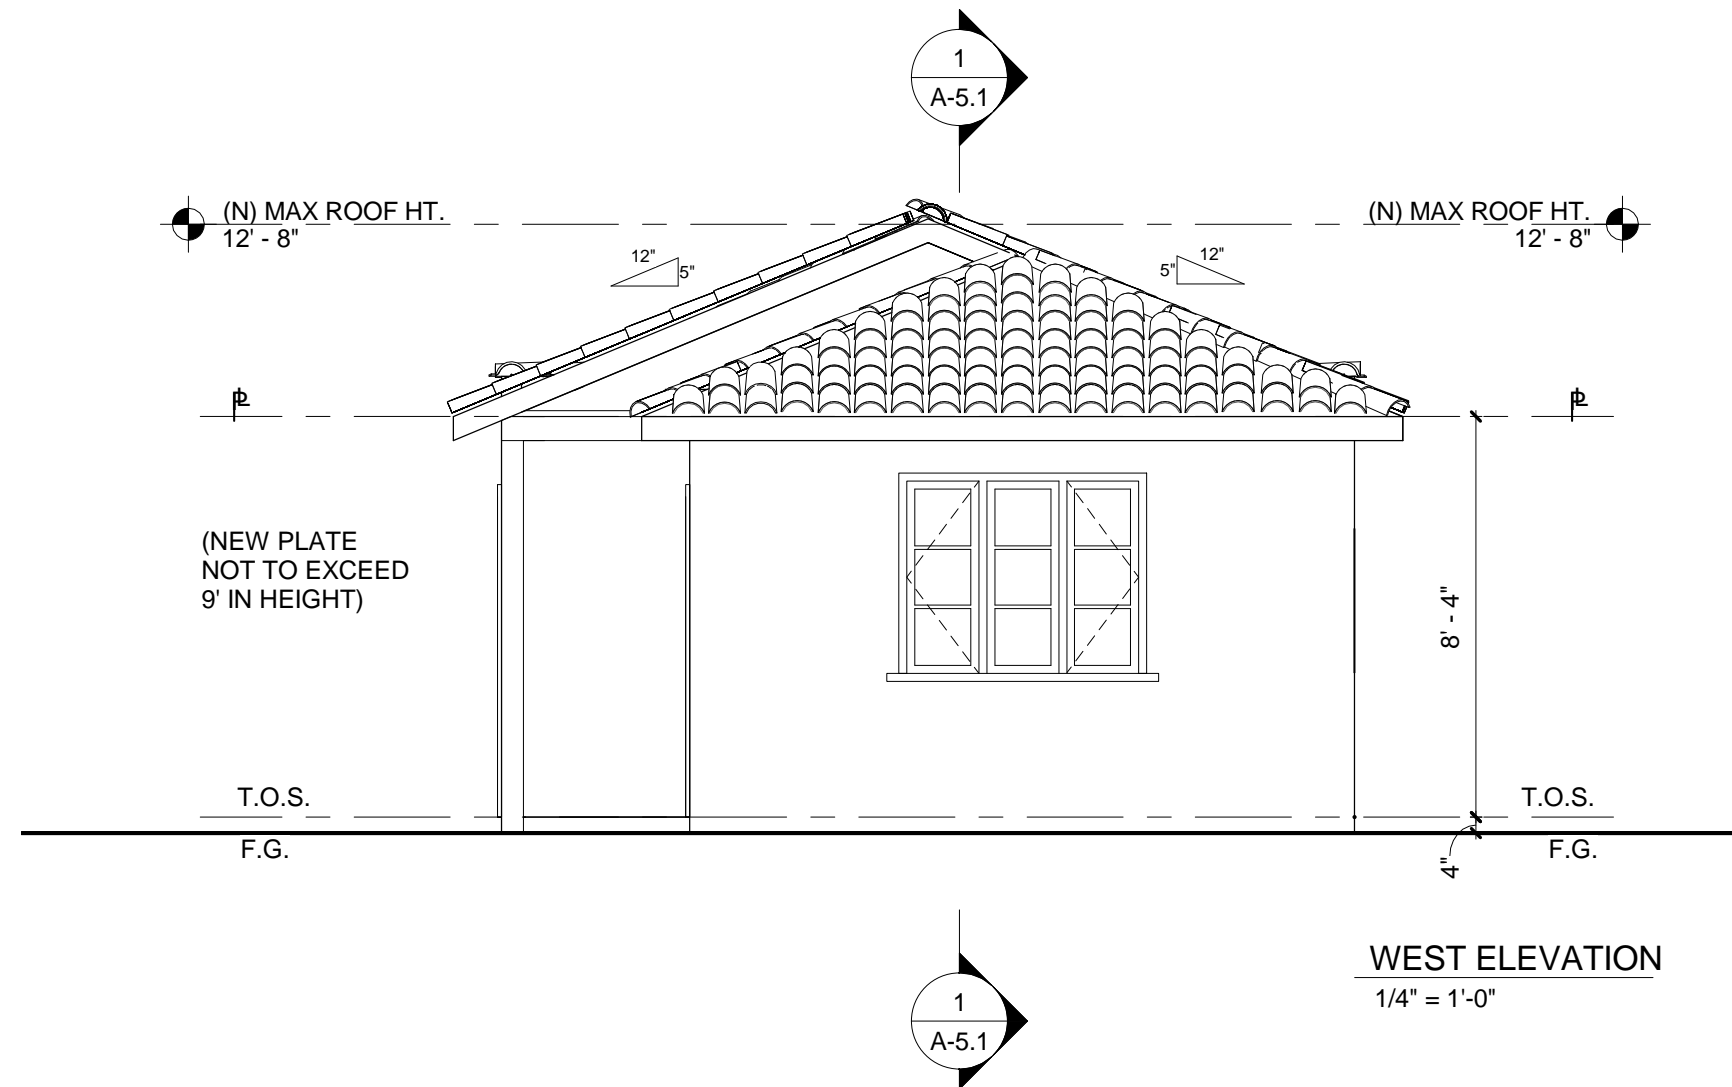 1
A-5.1
(N) MAX ROOF HT.
12' - 8"
(N) MAX ROOF HT.
12' - 8"
12"
5"
12"
5"
PL
PL
(NEW PLATE
NOT TO EXCEED
9' IN HEIGHT)
8' - 4"
T.O.S.
T.O.S.
F.G.
F.G.
4"
1
A-5.1
WEST ELEVATION
1/4" = 1'-0"